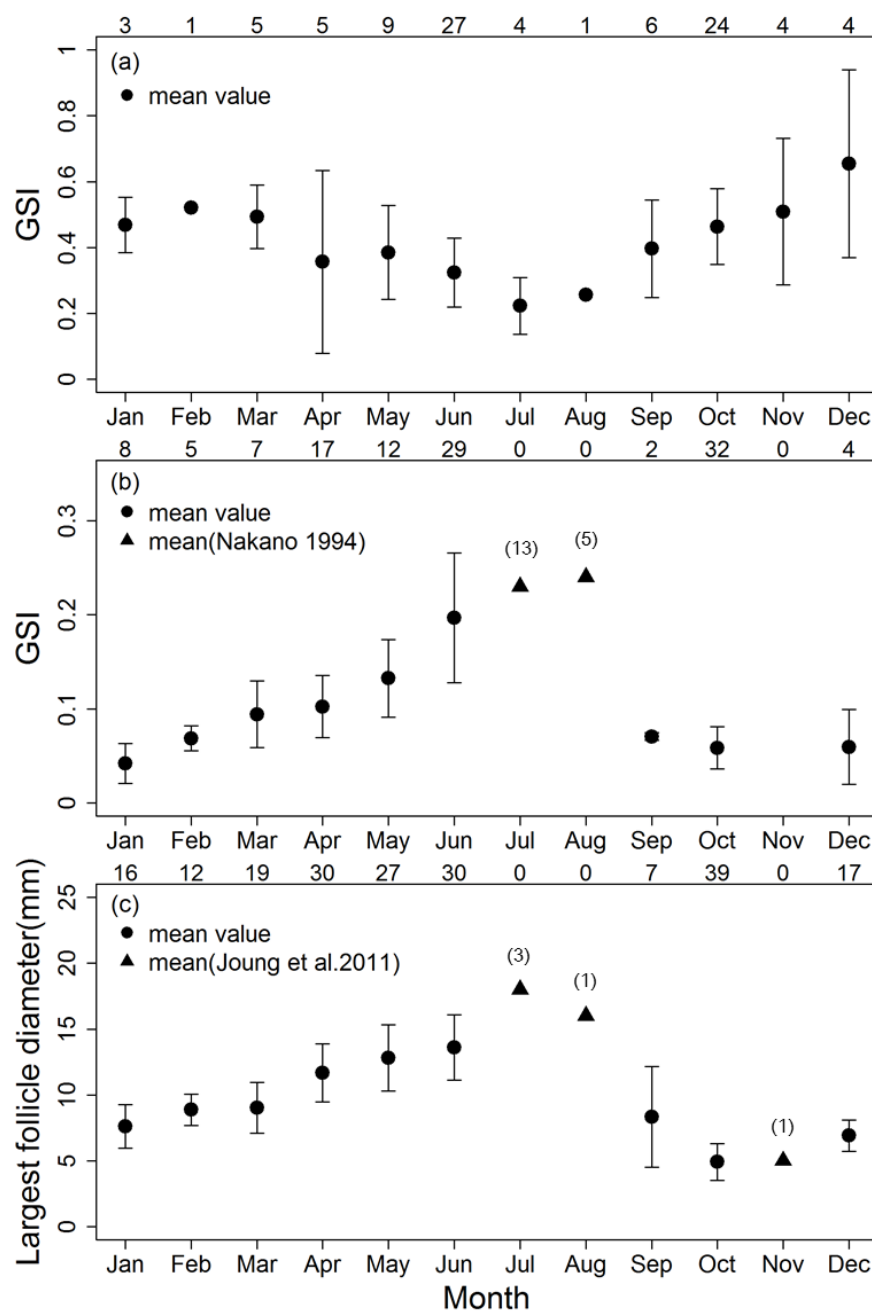 3 1 5 5 9 27 4 1 6 24 4 4
(a)
mean value
GSI
1
0.8
0.6
0.4
0.2
0
Jan Feb Mar Apr May Jun Jul Aug Sep Oct Nov Dec
8 5 7 17 12 29 0 0 2 32 0 4
(b)
mean value
mean(Nakano 1994)
(13) (5)
GSI
0.3
0.2
0.1
0
Jan Feb Mar Apr May Jun Jul Aug Sep Oct Nov Dec
16 12 19 30 27 30 0 0 7 39 0 17
(c)
mean value
mean(Joung et al.2011)
(3)
(1)
(1)
Largest follicle diameter(mm)
25
20
15
10
5
0
Jan Feb Mar Apr May Jun Jul Aug Sep Oct Nov Dec
Month